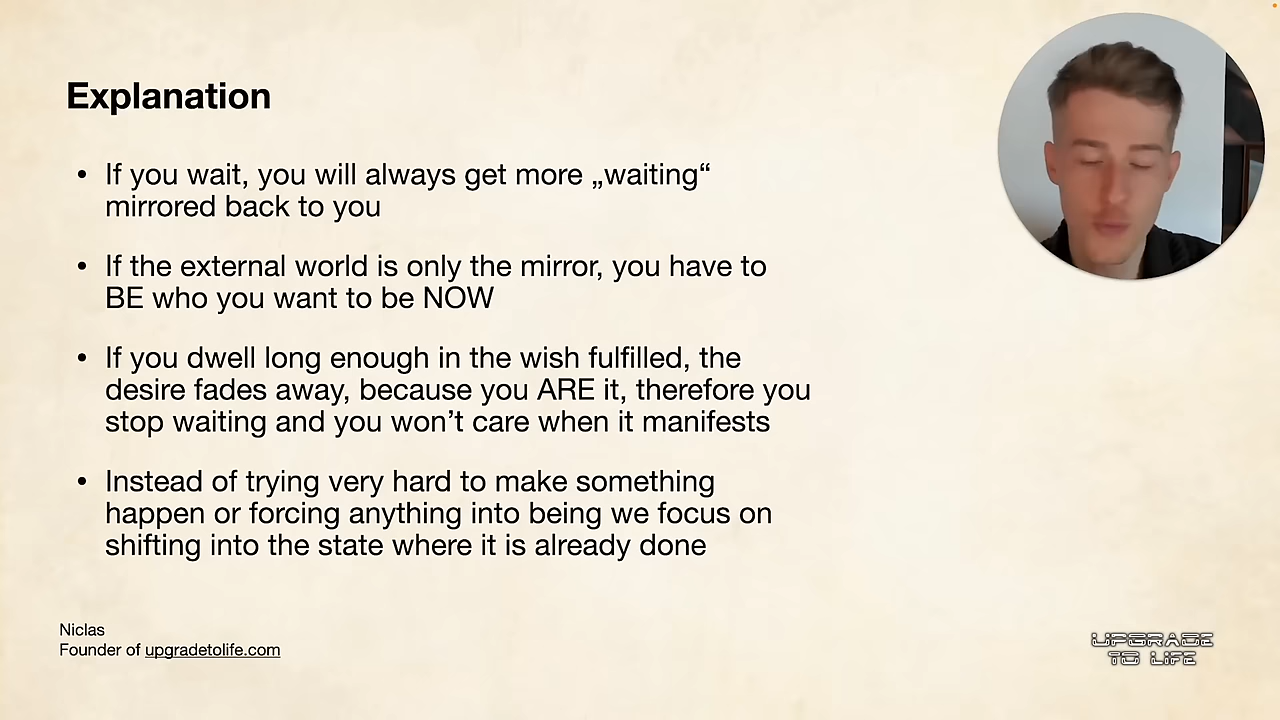 Explanation
• If you wait, you will always get more „waiting“
mirrored back to you
• If the external world is only the mirror, you have to
BE who you want to be NOW
• If you dwell long enough in the wish fulfilled, the
desire fades away, because you ARE it, therefore you
stop waiting and you won’t care when it manifests
• Instead of trying very hard to make something
happen or forcing anything into being we focus on
shifting into the state where it is already done
Niclas
Founder of upgradetolife.com
UPGRADE
TO LIFE